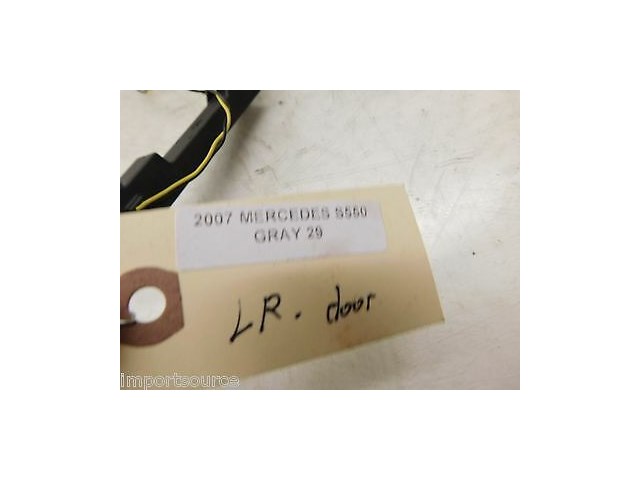 2007 MERCEDES S550
GRAY 29
LR. door
importsource